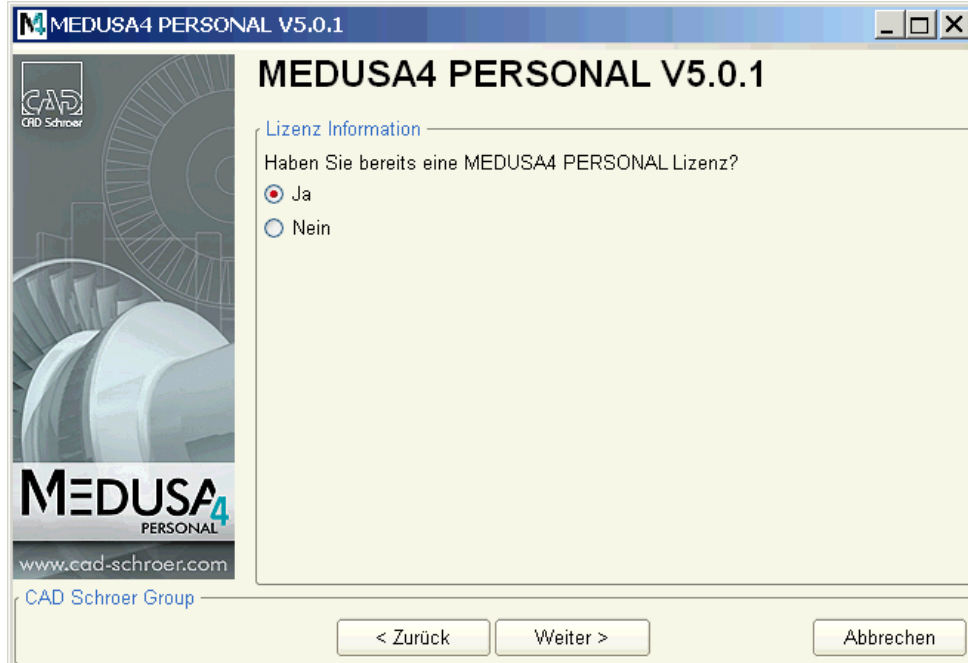 MEDUSA4 PERSONAL V5.0.1
CAD
CAD Schroer
MEDUSA4 PERSONAL V5.0.1
Lizenz Information
Haben Sie bereits eine MEDUSA4 PERSONAL Lizenz?
Ja
Nein
MEDUSA4
PERSONAL
www.cad-schroer.com
CAD Schroer Group
< Zurück
Weiter >
Abbrechen